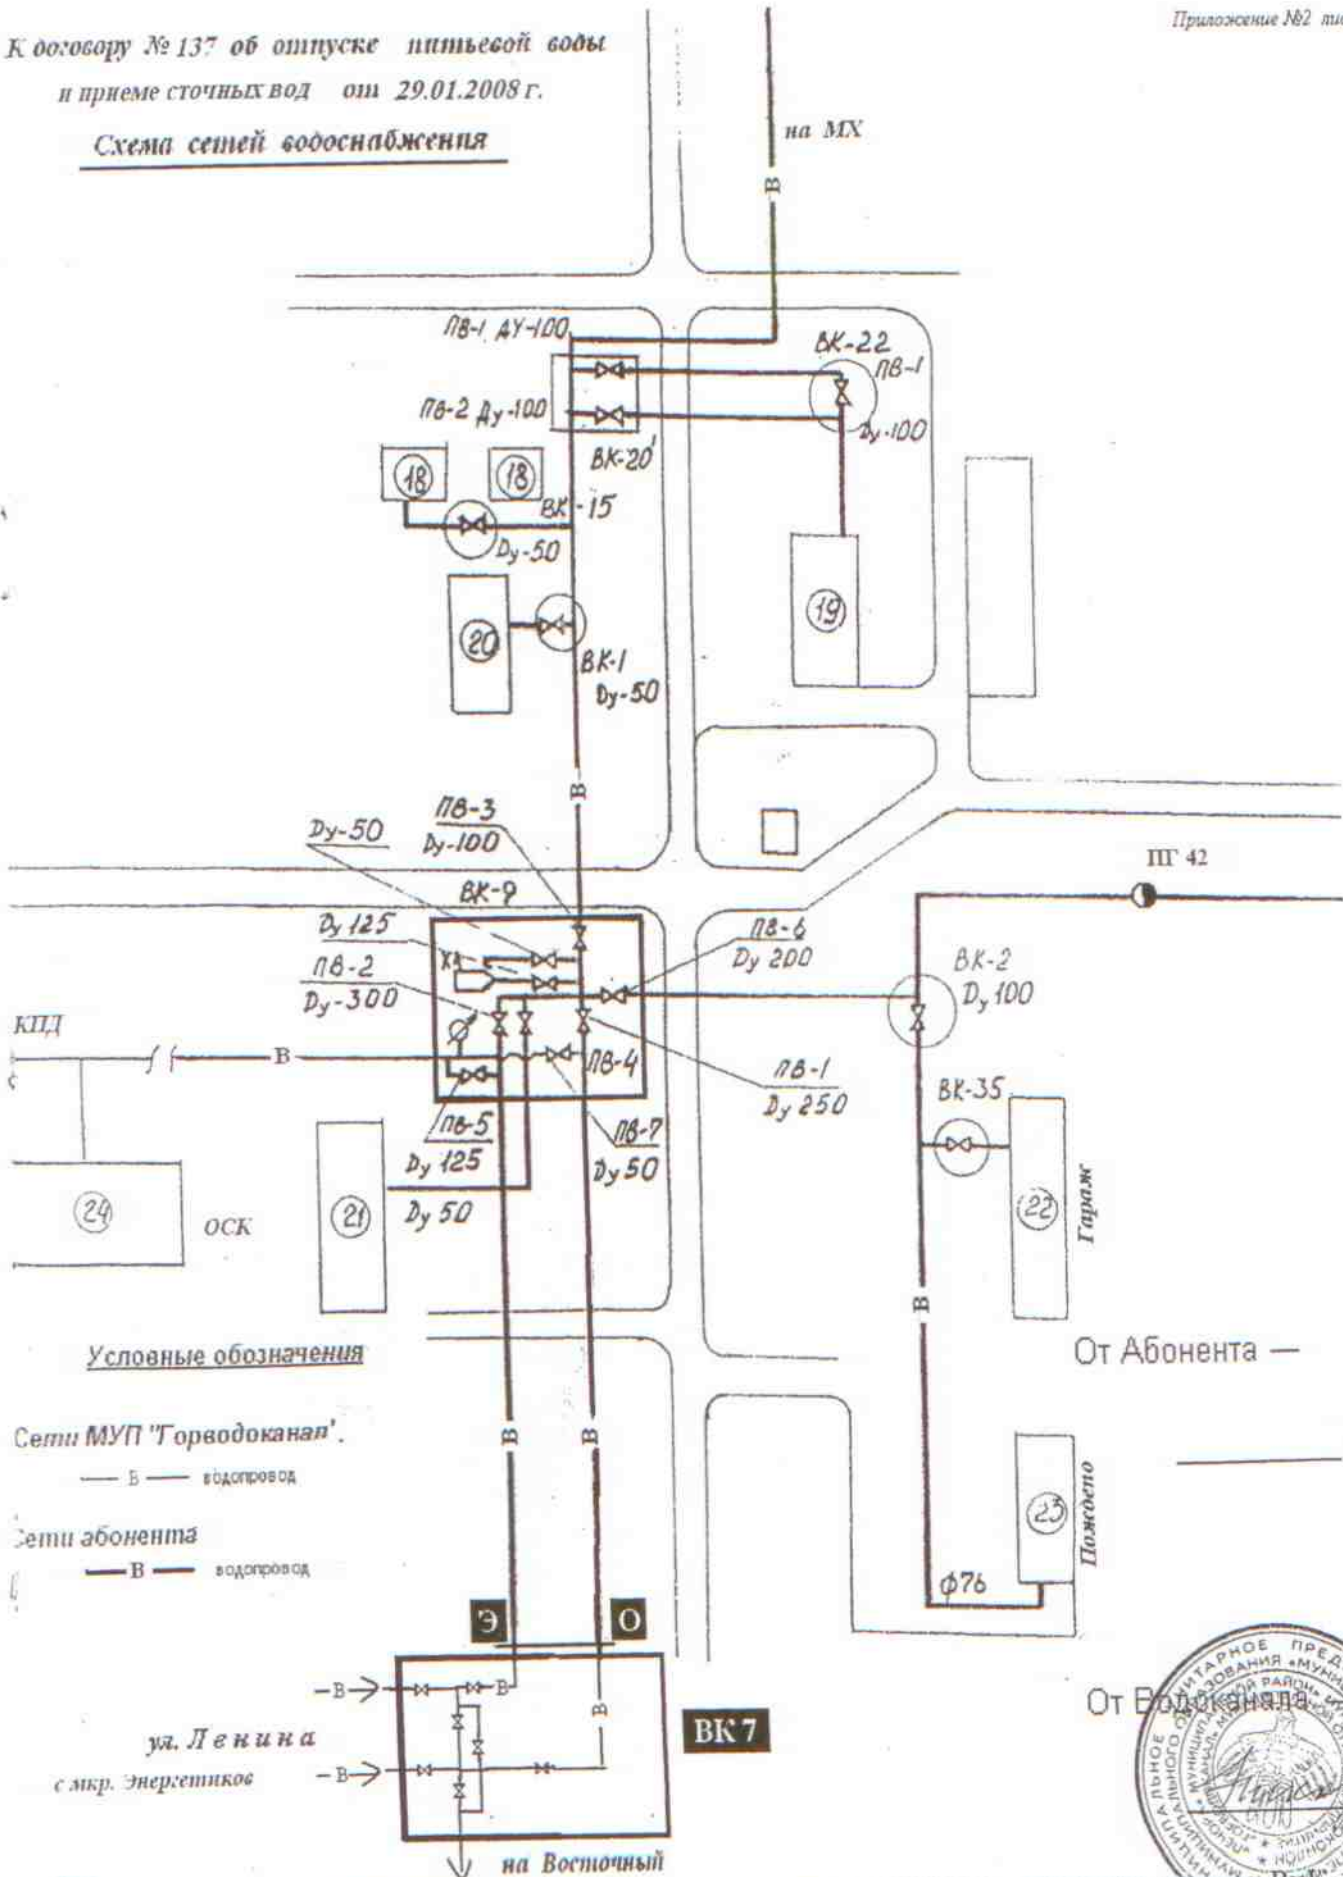 Приложение №2
К договору № 137 об отпуске питьевой воды
и приеме сточных вод от 29.01.2008 г.
Схема сетей водоснабжения
на МХ
В
ПВ-1 ДУ-100
ВК-22
ПВ-1
ПВ-2 Ду-100
Ду-100
ВК-20'
18
18
ВК-15
Ду-50
19
20
ВК-1
Ду-50
В
ПВ-3
Ду-100
Ду-50
ПГ 42
ВК-9
Ду 125
ПВ-6
Ду 200
ПВ-2
Ду-300
ВК-2
Ду 100
КПД
В
ПВ-4
ПВ-1
Ду 250
ВК-35
ПВ-5
Ду 125
ПВ-7
Ду 50
24
ОСК
21
Ду 50
22
Гараж
В
Условные обозначения
От Абонента —
Сети МУП "Горводоканал".
— В — водопровод
В
В
Сети абонента
— В — водопровод
23
Пождепо
ф76
Э
О
В
В
В
ВК 7
От Водоканала
ул. Ленина
с мкр. Энергетиков
В
на Восточный